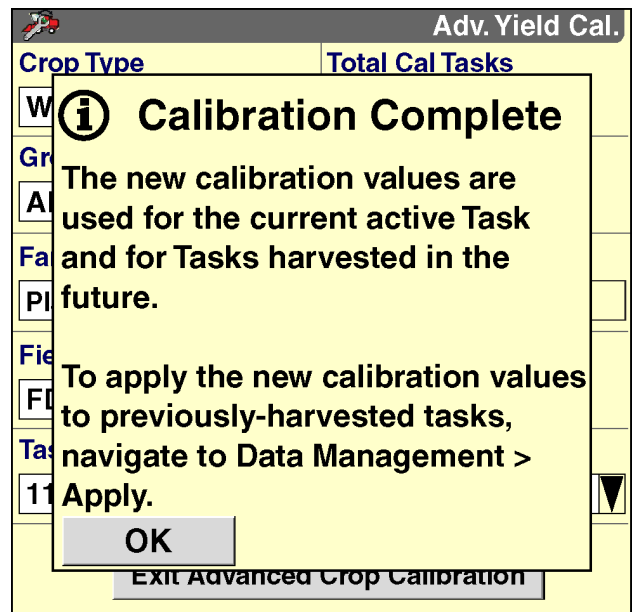 Adv. Yield Cal.
Crop Type
Total Cal Tasks
Calibration Complete
The new calibration values are
used for the current active Task
and for Tasks harvested in the
future.
To apply the new calibration values
to previously-harvested tasks,
navigate to Data Management >
Apply.
OK
Exit Advanced Crop Calibration